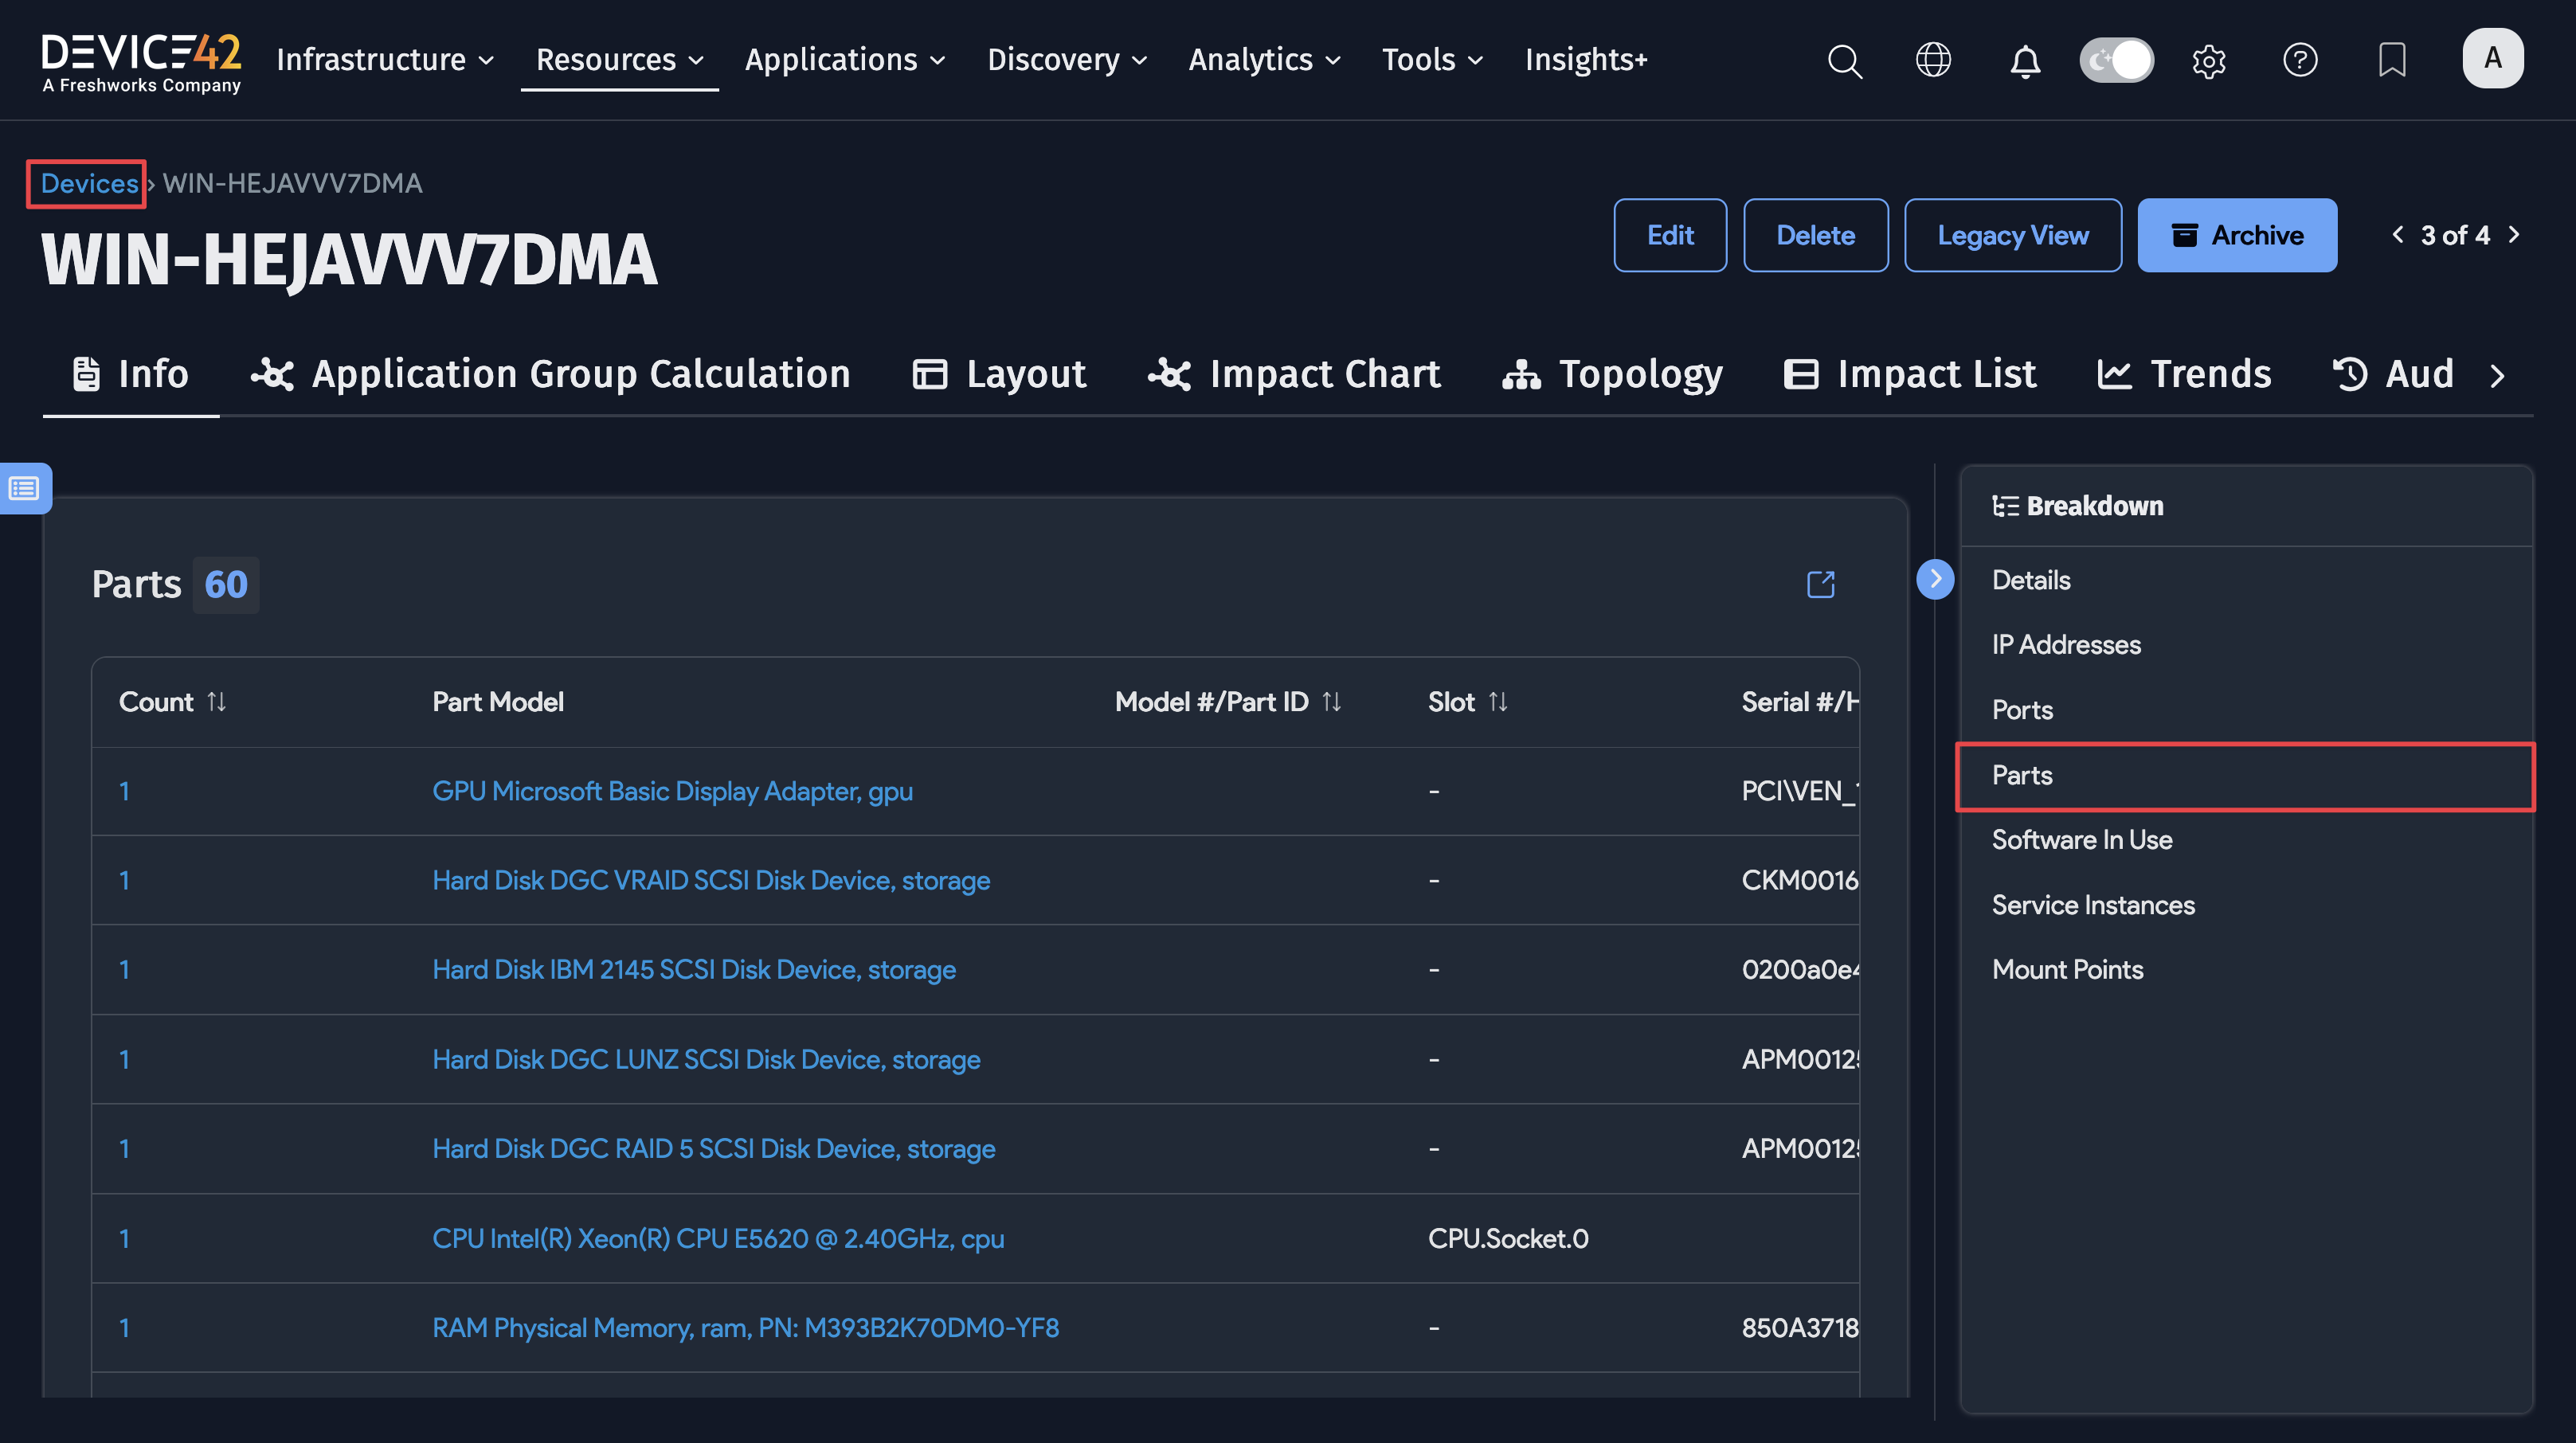 DEVICE42
A Freshworks Company
Infrastructure Resources Applications Discovery Analytics Tools Insights+
A
Devices › WIN-HEJAVVV7DMA
WIN-HEJAVVV7DMA
Edit Delete Legacy View Archive 3 of 4
Info Application Group Calculation Layout Impact Chart Topology Impact List Trends Aud
Parts 60
Count Part Model Model #/Part ID Slot Serial #/H
1 GPU Microsoft Basic Display Adapter, gpu - PCI\VEN_1
1 Hard Disk DGC VRAID SCSI Disk Device, storage - CKM0016
1 Hard Disk IBM 2145 SCSI Disk Device, storage - 0200a0e4
1 Hard Disk DGC LUNZ SCSI Disk Device, storage - APM00125
1 Hard Disk DGC RAID 5 SCSI Disk Device, storage - APM00125
1 CPU Intel(R) Xeon(R) CPU E5620 @ 2.40GHz, cpu CPU.Socket.0
1 RAM Physical Memory, ram, PN: M393B2K70DM0-YF8 - 850A3718
Breakdown
Details
IP Addresses
Ports
Parts
Software In Use
Service Instances
Mount Points